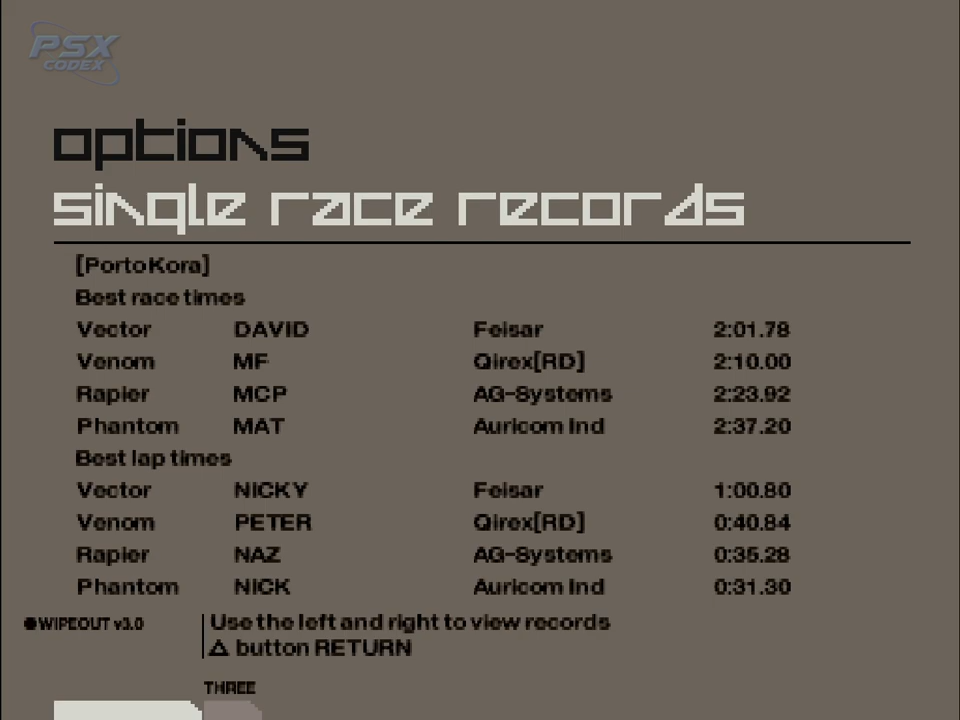 PSX
CODEX
options
single race records
[PortoKora]
Best race times
Vector DAVID Feisar 2:01.78
Venom MF Qirex[RD] 2:10.00
Rapier MCP AG-Systems 2:23.92
Phantom MAT Auricom Ind 2:37.20
Best lap times
Vector NICKY Feisar 1:00.80
Venom PETER Qirex[RD] 0:40.84
Rapier NAZ AG-Systems 0:35.28
Phantom NICK Auricom Ind 0:31.30
WIPEOUT v3.0
Use the left and right to view records
△ button RETURN
THREE